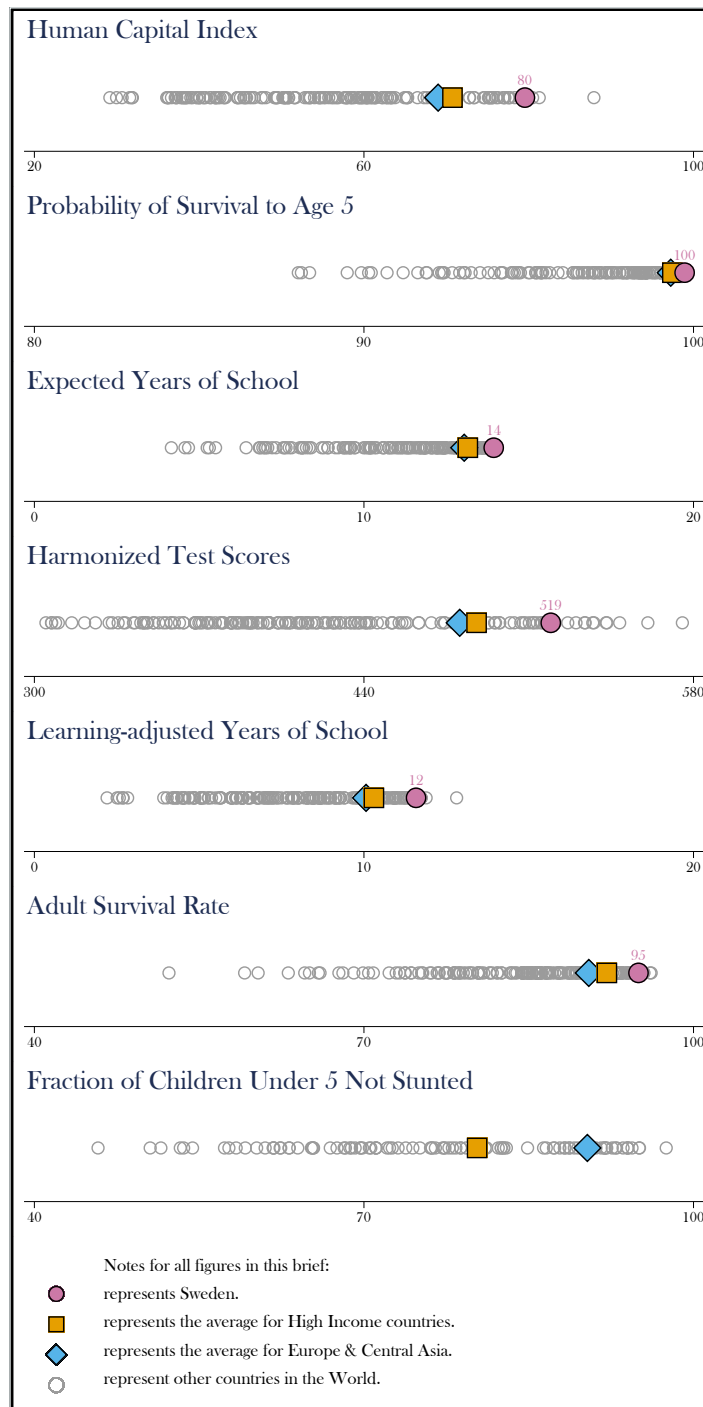 Human Capital Index
80
20 60 100
Probability of Survival to Age 5
100
80 90 100
Expected Years of School
14
0 10 20
Harmonized Test Scores
519
300 440 580
Learning-adjusted Years of School
12
0 10 20
Adult Survival Rate
95
40 70 100
Fraction of Children Under 5 Not Stunted
40 70 100
Notes for all figures in this brief:
represents Sweden.
represents the average for High Income countries.
represents the average for Europe & Central Asia.
represent other countries in the World.